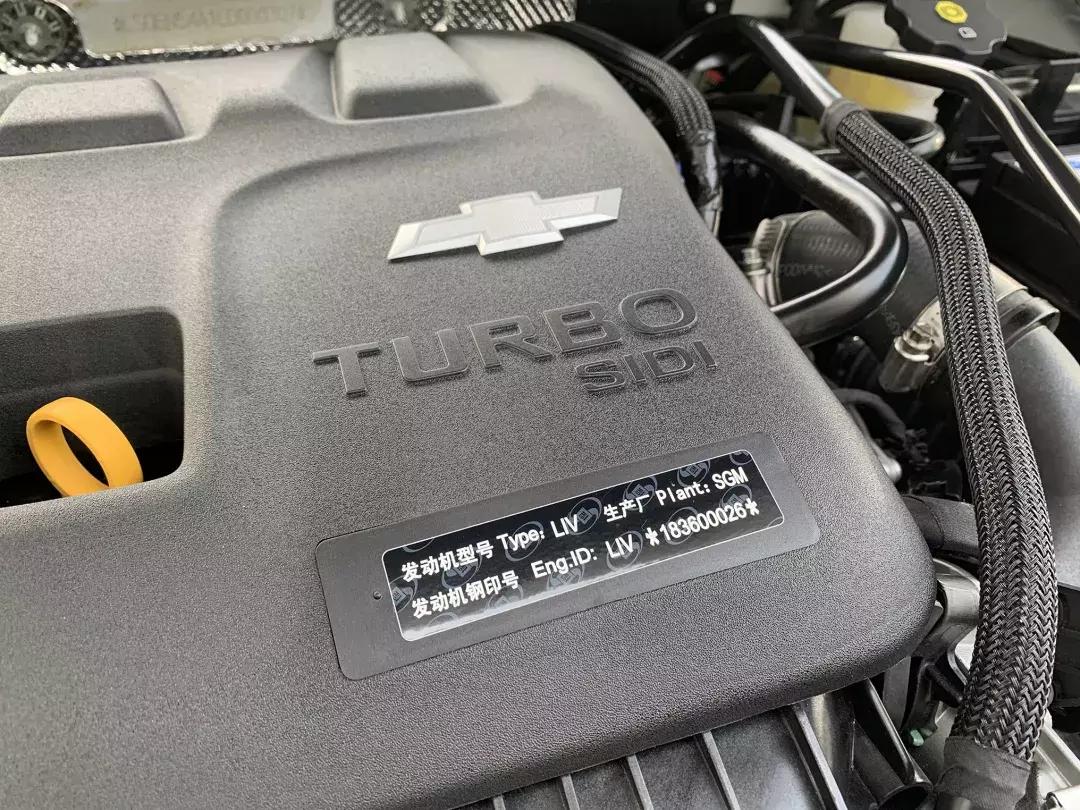 TURBO
SIDI
发动机型号 Type: LIV 生产厂 Plant: SGM
发动机钢印号 Eng.ID: LIV *183600026*